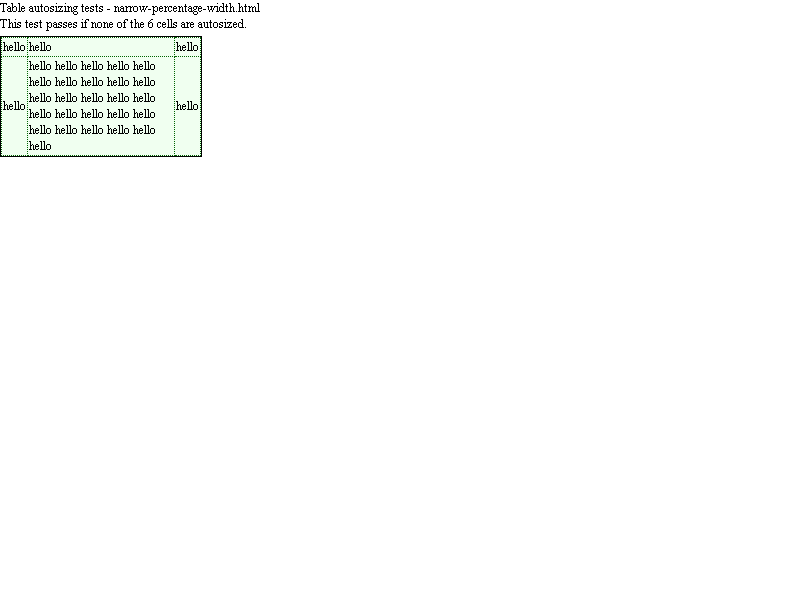 Table autosizing tests - narrow-percentage-width.html
This test passes if none of the 6 cells are autosized.
hello hello hello
hello hello hello hello hello
hello hello hello hello hello
hello hello hello hello hello
hello hello hello hello hello hello hello
hello hello hello hello hello
hello